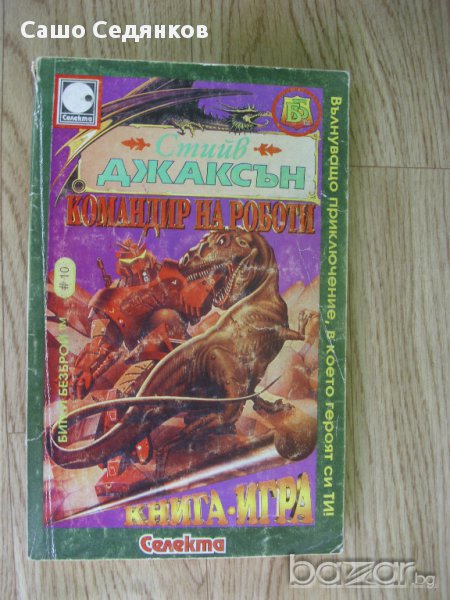 Сашо Седянков
Селекта
ББ
Стийв
ДЖАКСЪН
КОМАНДИР НА РОБОТИ
БИТКИ БЕЗБРОЙ
#10
Вълнуващо приключение, в което героят си ТИ!
КНИГА-ИГРА
Селекта
bazar.bg